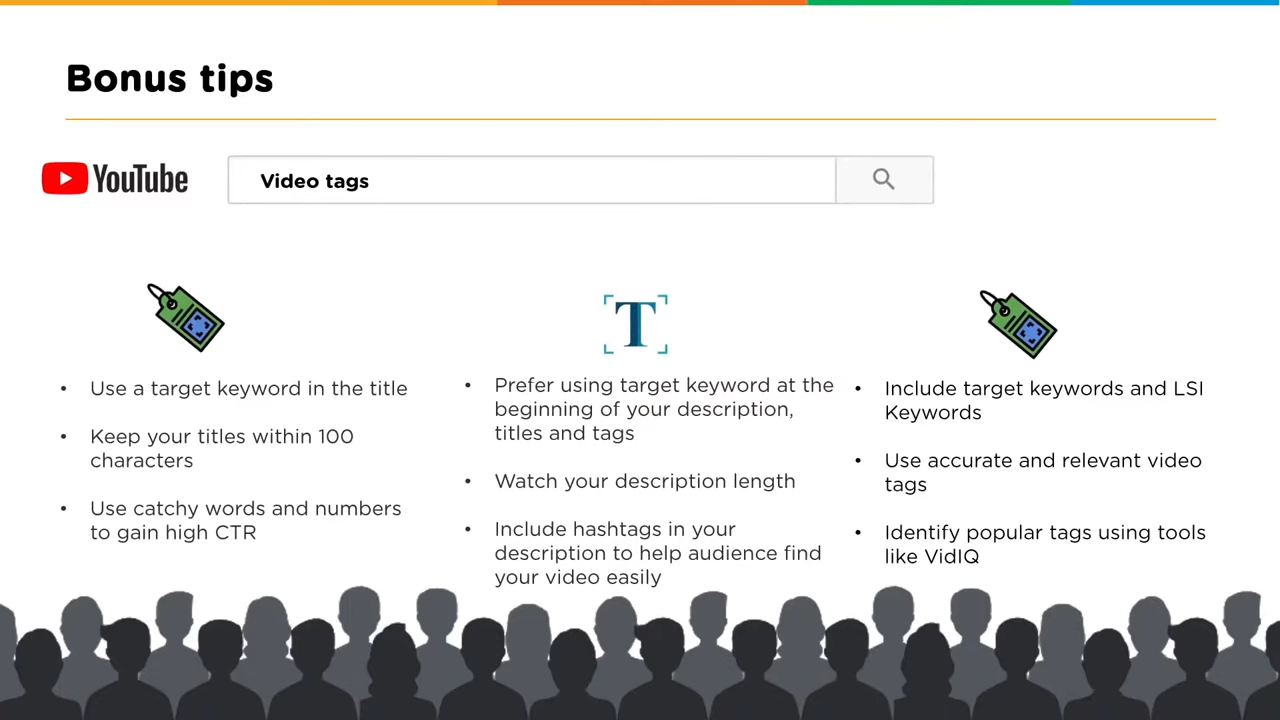 Bonus tips
YouTube
Video tags
• Use a target keyword in the title
• Keep your titles within 100
characters
• Use catchy words and numbers
to gain high CTR
T
• Prefer using target keyword at the
beginning of your description,
titles and tags
• Watch your description length
• Include hashtags in your
description to help audience find
your video easily
• Include target keywords and LSI
Keywords
• Use accurate and relevant video
tags
• Identify popular tags using tools
like VidIQ